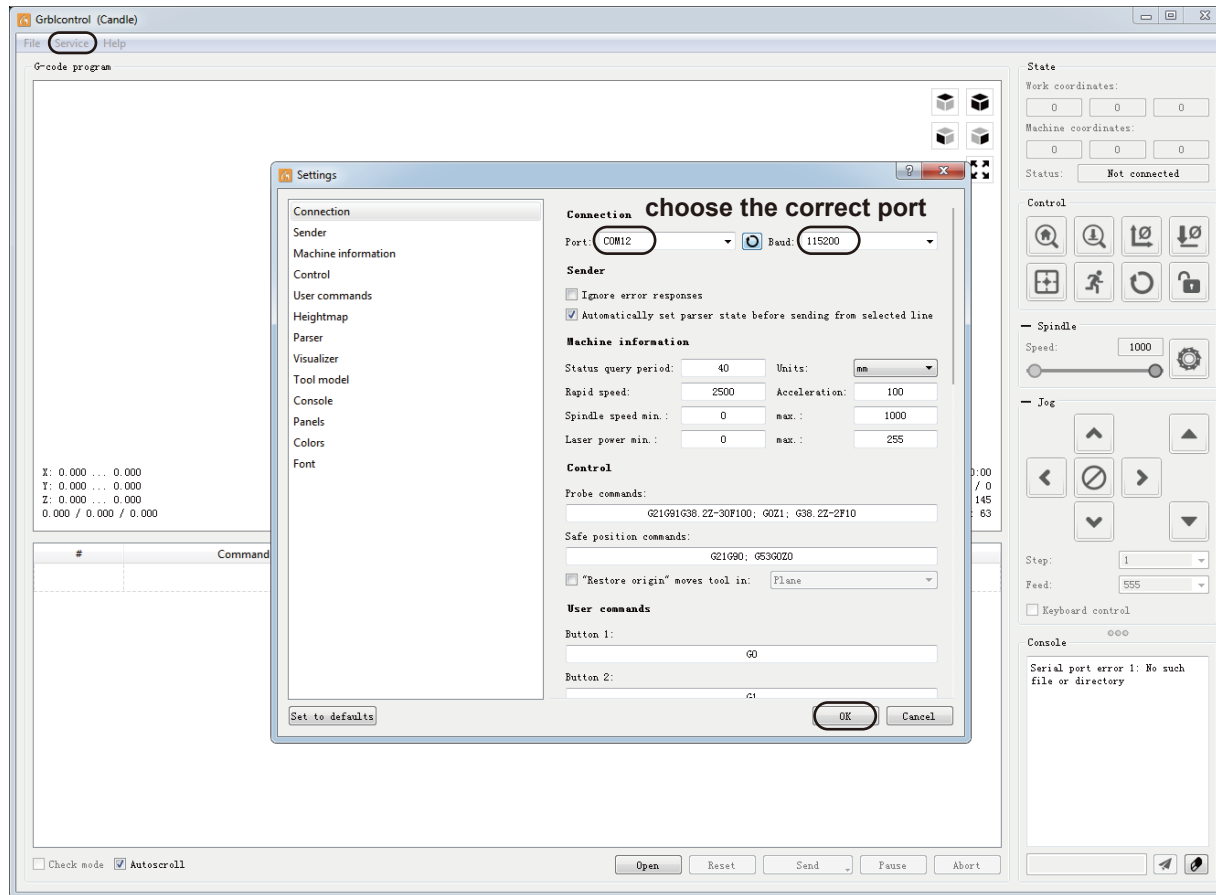 Grblcontrol (Candle)
File Service Help
G-code program
State
Work coordinates:
0 0 0
Machine coordinates:
0 0 0
Status: Not connected
Control
Spindle
Speed: 1000
Jog
Step: 1
Feed: 555
Keyboard control
Console
Serial port error 1: No such
file or directory
Settings
Connection
Sender
Machine information
Control
User commands
Heightmap
Parser
Visualizer
Tool model
Console
Panels
Colors
Font
Set to defaults
Connection choose the correct port
Port: COM12 Baud: 115200
Sender
Ignore error responses
Automatically set parser state before sending from selected line
Machine information
Status query period: 40 Units: mm
Rapid speed: 2500 Acceleration: 100
Spindle speed min.: 0 max.: 1000
Laser power min.: 0 max.: 255
Control
Probe commands:
G21G91G38.2Z-30F100; G0Z1; G38.2Z-2F10
Safe position commands:
G21G90; G53G0Z0
"Restore origin" moves tool in: Plane
User commands
Button 1:
G0
Button 2:
G1
OK Cancel
X: 0.000 ... 0.000
Y: 0.000 ... 0.000
Z: 0.000 ... 0.000
0.000 / 0.000 / 0.000
/ 0
145
63
# Command
Check mode Autoscroll
Open Reset Send Pause Abort